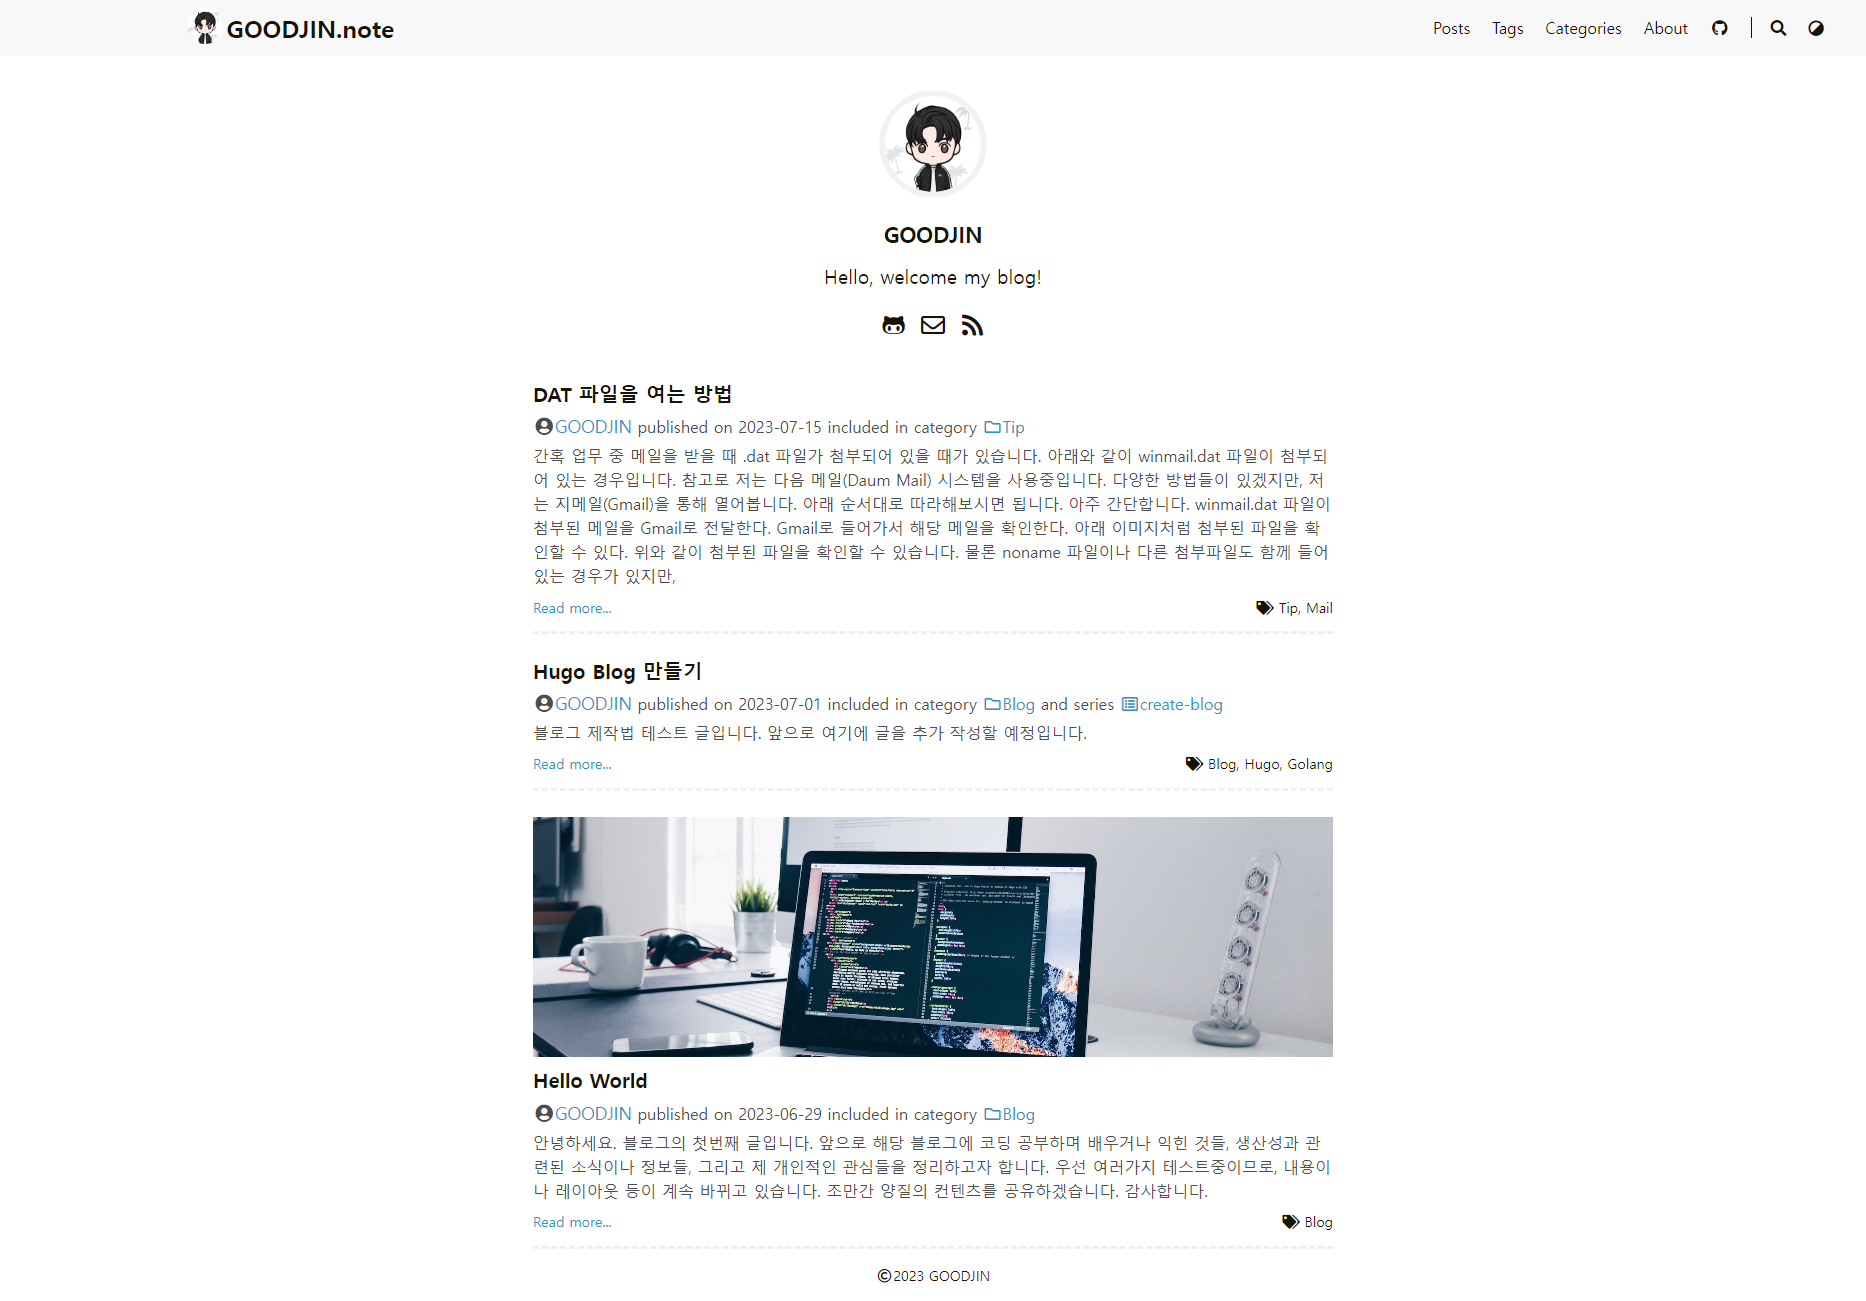 GOODJIN.note
Posts Tags Categories About
GOODJIN
Hello, welcome my blog!
DAT 파일을 여는 방법
GOODJIN published on 2023-07-15 included in category Tip
간혹 업무 중 메일을 받을 때 .dat 파일가 첨부되어 있을 때가 있습니다. 아래와 같이 winmail.dat 파일이 첨부되
어 있는 경우입니다. 참고로 저는 다음 메일(Daum Mail) 시스템을 사용중입니다. 다양한 방법들이 있겠지만, 저
는 지메일(Gmail)을 통해 열어봅니다. 아래 순서대로 따라해보시면 됩니다. 아주 간단합니다. winmail.dat 파일이
첨부된 메일을 Gmail로 전달한다. Gmail로 들어가서 해당 메일을 확인한다. 아래 이미지처럼 첨부된 파일을 확
인할 수 있다. 위와 같이 첨부된 파일을 확인할 수 있습니다. 물론 noname 파일이나 다른 첨부파일도 함께 들어
있는 경우가 있지만,
Read more...
Tip, Mail
Hugo Blog 만들기
GOODJIN published on 2023-07-01 included in category Blog and series create-blog
블로그 제작법 테스트 글입니다. 앞으로 여기에 글을 추가 작성할 예정입니다.
Read more...
Blog, Hugo, Golang
Hello World
GOODJIN published on 2023-06-29 included in category Blog
안녕하세요. 블로그의 첫번째 글입니다. 앞으로 해당 블로그에 코딩 공부하며 배우거나 익힌 것들, 생산성과 관
련된 소식이나 정보들, 그리고 제 개인적인 관심들을 정리하고자 합니다. 우선 여러가지 테스트중이므로, 내용이
나 레이아웃 등이 계속 바뀌고 있습니다. 조만간 양질의 컨텐츠를 공유하겠습니다. 감사합니다.
Read more...
Blog
©2023 GOODJIN